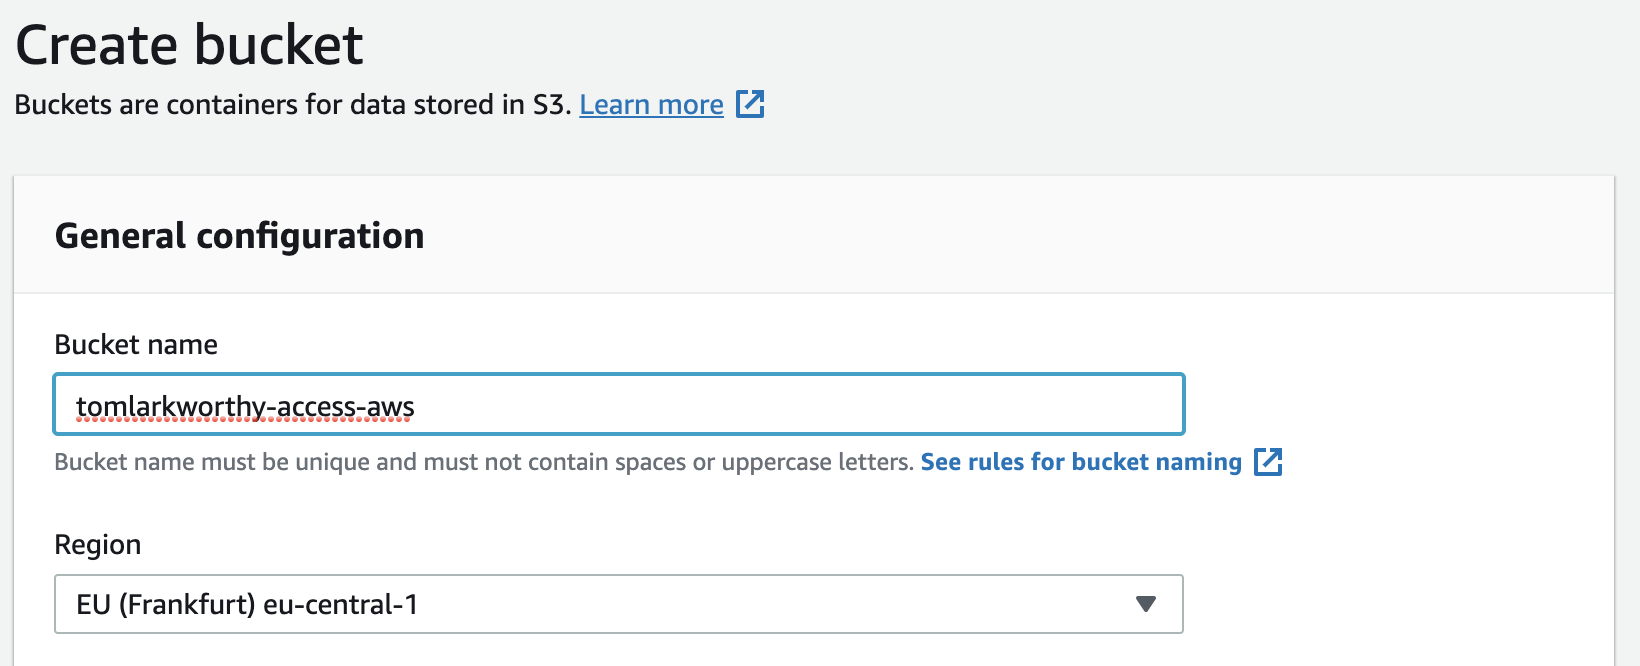 Create bucket
Buckets are containers for data stored in S3. Learn more
General configuration
Bucket name
tomlarkworthy-access-aws
Bucket name must be unique and must not contain spaces or uppercase letters. See rules for bucket naming
Region
EU (Frankfurt) eu-central-1